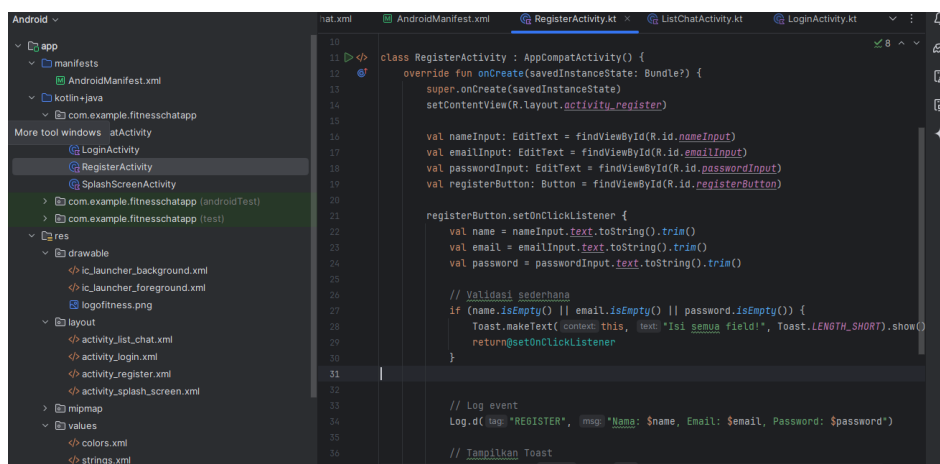 Android
app
manifests
AndroidManifest.xml
kotlin+java
com.example.fitnesschatapp
More tool windows
atActivity
LoginActivity
RegisterActivity
SplashScreenActivity
com.example.fitnesschatapp (androidTest)
com.example.fitnesschatapp (test)
res
drawable
ic_launcher_background.xml
ic_launcher_foreground.xml
logofitness.png
layout
activity_list_chat.xml
activity_login.xml
activity_register.xml
activity_splash_screen.xml
mipmap
values
colors.xml
strings.xml
hat.xml AndroidManifest.xml RegisterActivity.kt ListChatActivity.kt LoginActivity.kt
8
10
11 class RegisterActivity : AppCompatActivity() {
12 override fun onCreate(savedInstanceState: Bundle?) {
13 super.onCreate(savedInstanceState)
14 setContentView(R.layout.activity_register)
15
16 val nameInput: EditText = findViewById(R.id.nameInput)
17 val emailInput: EditText = findViewById(R.id.emailInput)
18 val passwordInput: EditText = findViewById(R.id.passwordInput)
19 val registerButton: Button = findViewById(R.id.registerButton)
20
21 registerButton.setOnClickListener {
22 val name = nameInput.text.toString().trim()
23 val email = emailInput.text.toString().trim()
24 val password = passwordInput.text.toString().trim()
25
26 // Validasi sederhana
27 if (name.isEmpty() || email.isEmpty() || password.isEmpty()) {
28 Toast.makeText( context: this, text: "Isi semua field!", Toast.LENGTH_SHORT).show()
29 return@setOnClickListener
30 }
31
32
33 // Log event
34 Log.d( tag: "REGISTER", msg: "Nama: $name, Email: $email, Password: $password")
35
36 // Tampilkan Toast